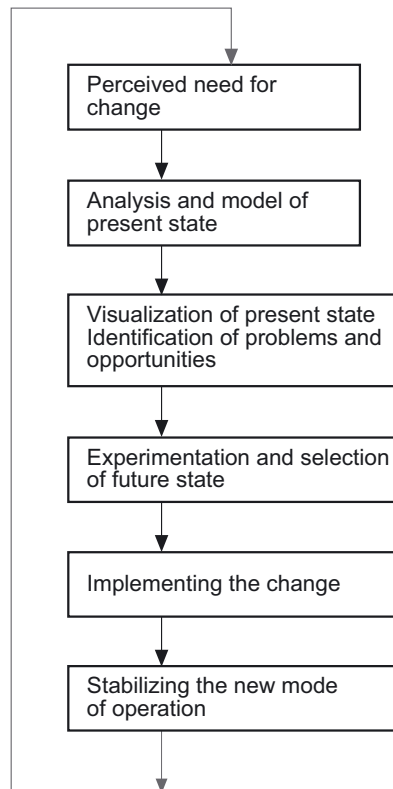 Perceived need for
change
Analysis and model of
present state
Visualization of present state
Identification of problems and
opportunities
Experimentation and selection
of future state
Implementing the change
Stabilizing the new mode
of operation